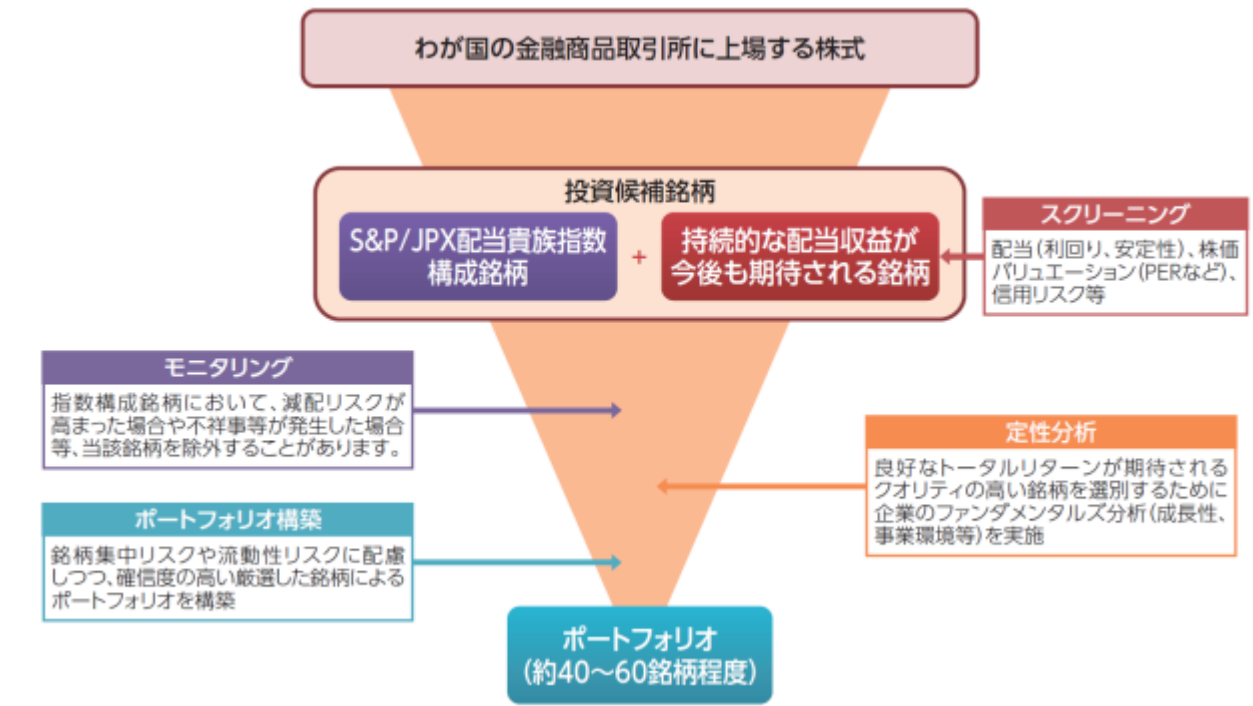 わが国の金融商品取引所に上場する株式
投資候補銘柄
S&P/JPX配当貴族指数
構成銘柄
+
持続的な配当収益が
今後も期待される銘柄
スクリーニング
配当(利回り、安定性)、株価
バリュエーション(PERなど)、
信用リスク等
モニタリング
指数構成銘柄において、減配リスクが
高まった場合や不祥事等が発生した場合
等、当該銘柄を除外することがあります。
定性分析
良好なトータルリターンが期待される
クオリティの高い銘柄を選別するために
企業のファンダメンタルズ分析(成長性、
事業環境等)を実施
ポートフォリオ構築
銘柄集中リスクや流動性リスクに配慮
しつつ、確信度の高い厳選した銘柄による
ポートフォリオを構築
ポートフォリオ
(約40～60銘柄程度)